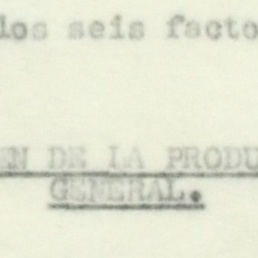 los seis facto
EN DE LA PRODU
GENERAL.